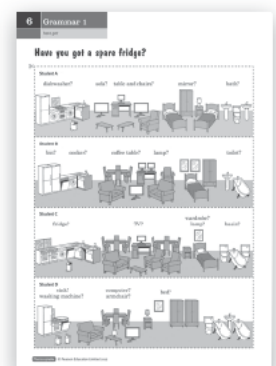 6 Grammar 1
Have you got a spare fridge?
Student A
dishwasher? sofa? table and chairs? mirror? bath?
Student B
cooker? coffee table? lamp? toilet?
Student C
fridge? TV? wardrobe? basin?
lamp?
Student D
sink? computer? bed?
washing machine? armchair?